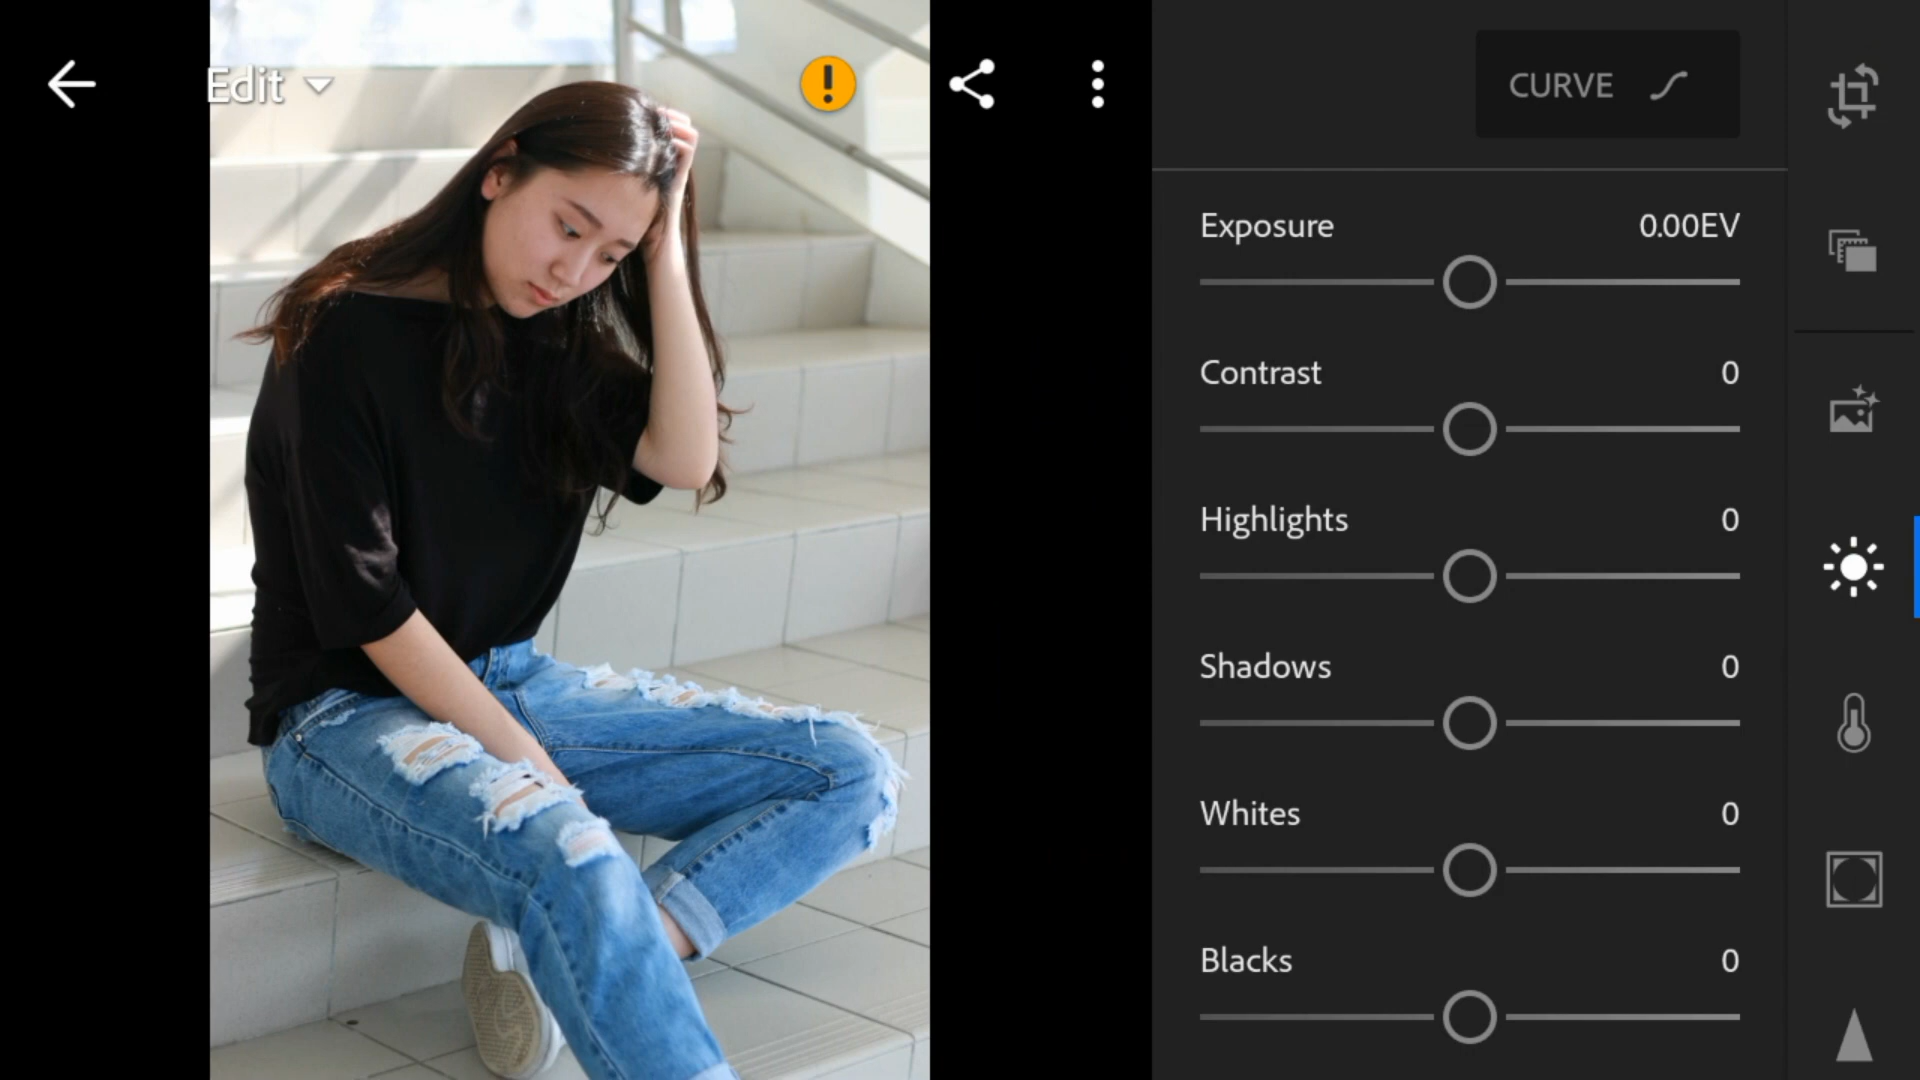 Edit
CURVE
Exposure 0.00EV
Contrast 0
Highlights 0
Shadows 0
Whites 0
Blacks 0